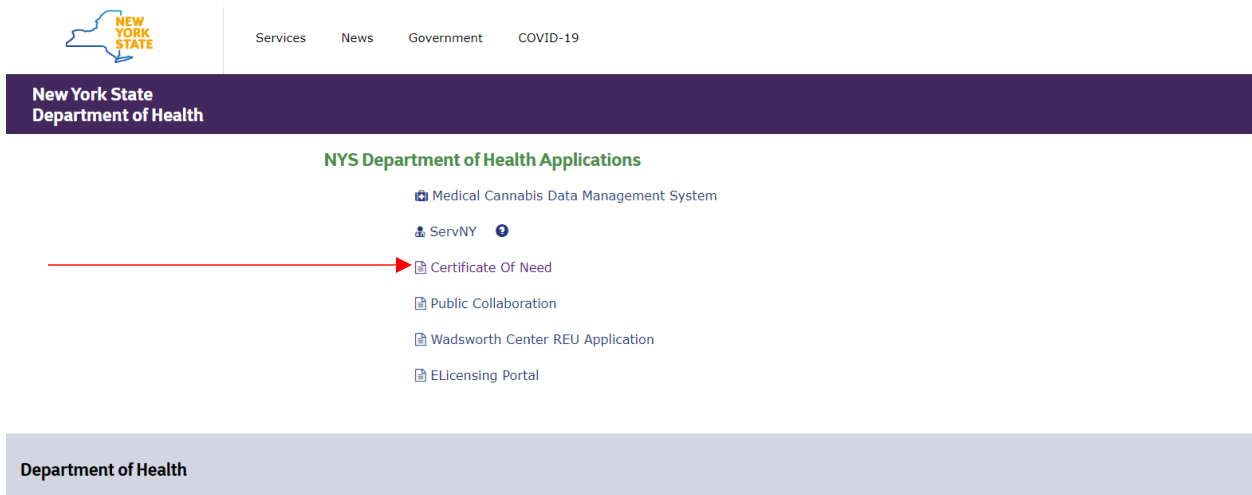 NEW
YORK
STATE
Services News Government COVID-19
New York State
Department of Health
NYS Department of Health Applications
Medical Cannabis Data Management System
ServNY ?
Certificate Of Need
Public Collaboration
Wadsworth Center REU Application
ELicensing Portal
Department of Health